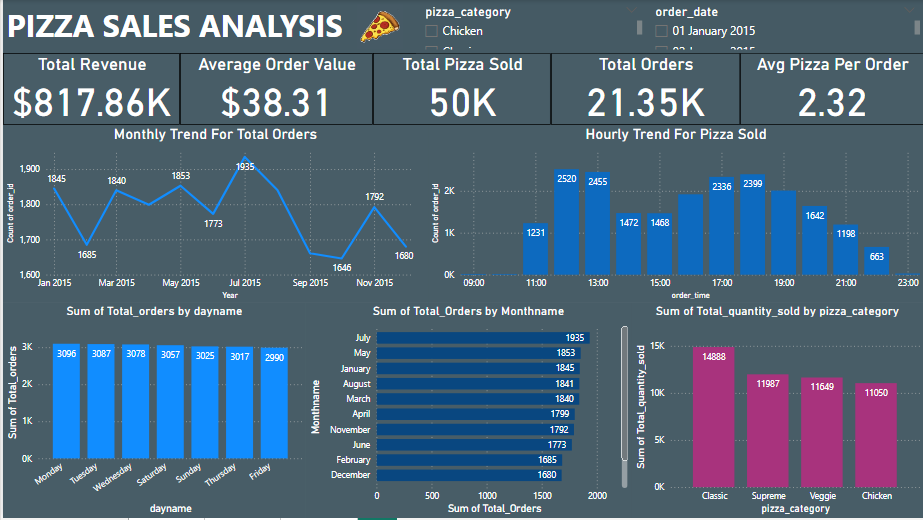 PIZZA SALES ANALYSIS
pizza_category
Chicken
order_date
01 January 2015
Total Revenue
$817.86K
Average Order Value
$38.31
Total Pizza Sold
50K
Total Orders
21.35K
Avg Pizza Per Order
2.32
Monthly Trend For Total Orders
Count of order_id
1,900
1,800
1,700
1,600
1845
1685
1840
1853
1773
1935
1646
1792
1680
Jan 2015
Mar 2015
May 2015
Jul 2015
Sep 2015
Nov 2015
Year
Hourly Trend For Pizza Sold
Count of order_id
2K
1K
0K
1231
2520
2455
1472
1468
2336
2399
1642
1198
663
09:00
11:00
13:00
15:00
17:00
19:00
21:00
23:00
order_time
Sum of Total_orders by dayname
Sum of Total_orders
3K
2K
1K
0K
3096
3087
3078
3057
3025
3017
2990
Monday
Tuesday
Wednesday
Saturday
Sunday
Thursday
Friday
dayname
Sum of Total_Orders by Monthname
Monthname
July 1935
May 1853
January 1845
August 1841
March 1840
April 1799
November 1792
June 1773
February 1685
December 1680
0
500
1000
1500
2000
Sum of Total_Orders
Sum of Total_quantity_sold by pizza_category
Sum of Total_quantity_sold
15K
10K
5K
0K
14888
11987
11649
11050
Classic
Supreme
Veggie
Chicken
pizza_category